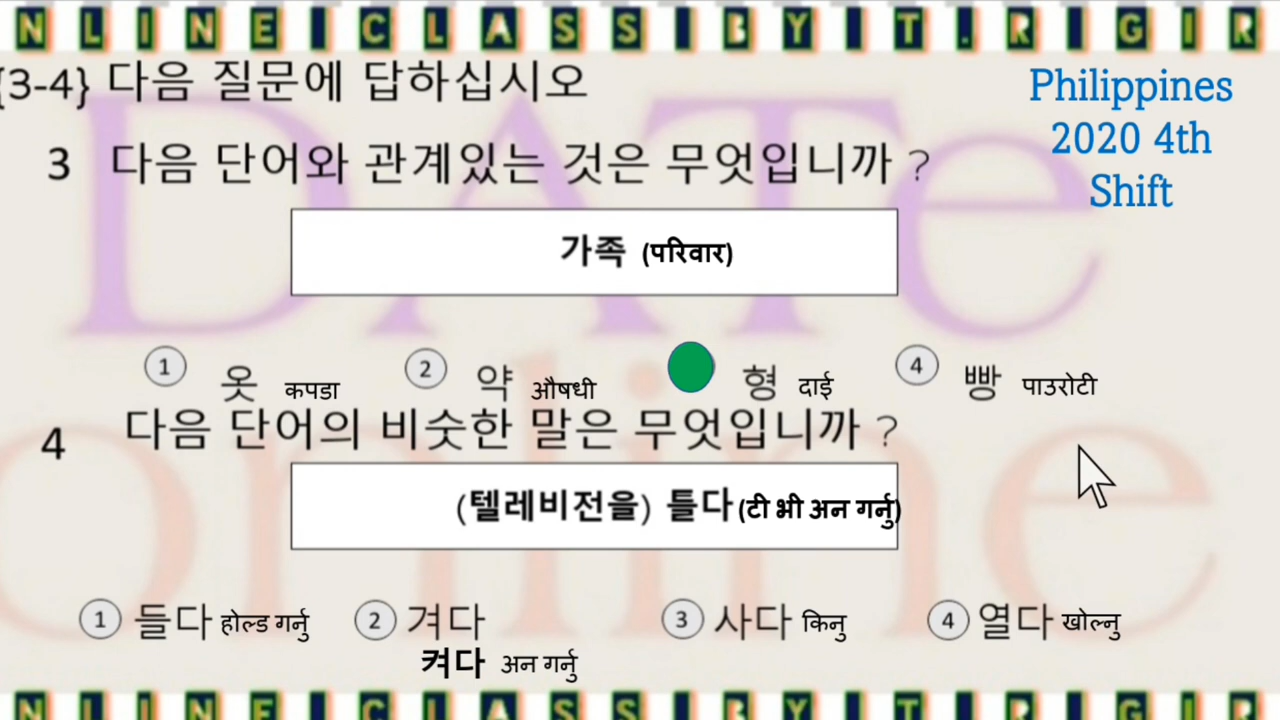 N L I N E I C L A S S I B Y I T . R I G I R
{3-4} 다음 질문에 답하십시오
Philippines
2020 4th
Shift
3 다음 단어와 관계있는 것은 무엇입니까 ?
가족 (परिवार)
1 옷 कपडा 2 약 औषधी 형 दाई 4 빵 पाउरोटी
4 다음 단어의 비슷한 말은 무엇입니까 ?
(텔레비전을) 틀다 (टी भी अन गर्नु)
1 들다 होल्ड गर्नु 2 겨다 3 사다 किनु 4 열다 खोल्नु
켜다 अन गर्नु
N L I N E I C L A S S I B Y I T . R I G I R
DATe
online